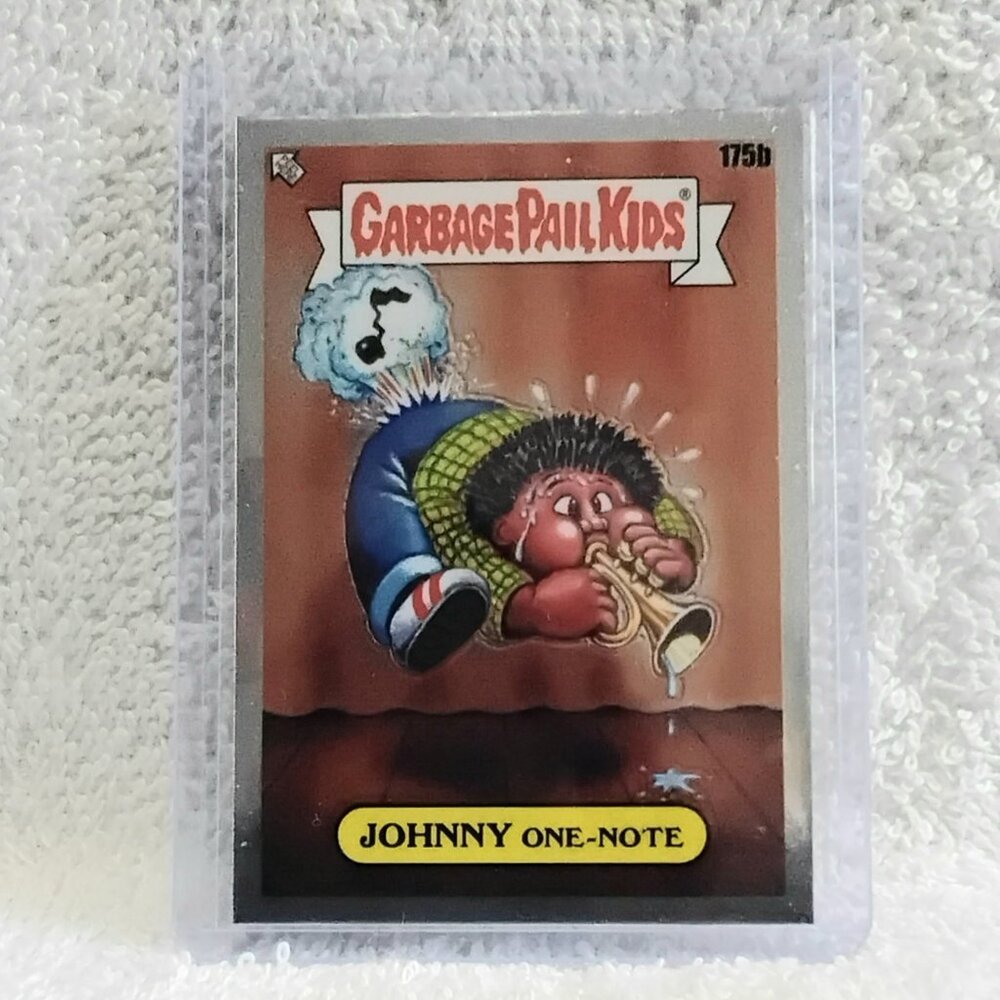 175b
GARBAGE PAIL KIDS®
JOHNNY ONE-NOTE